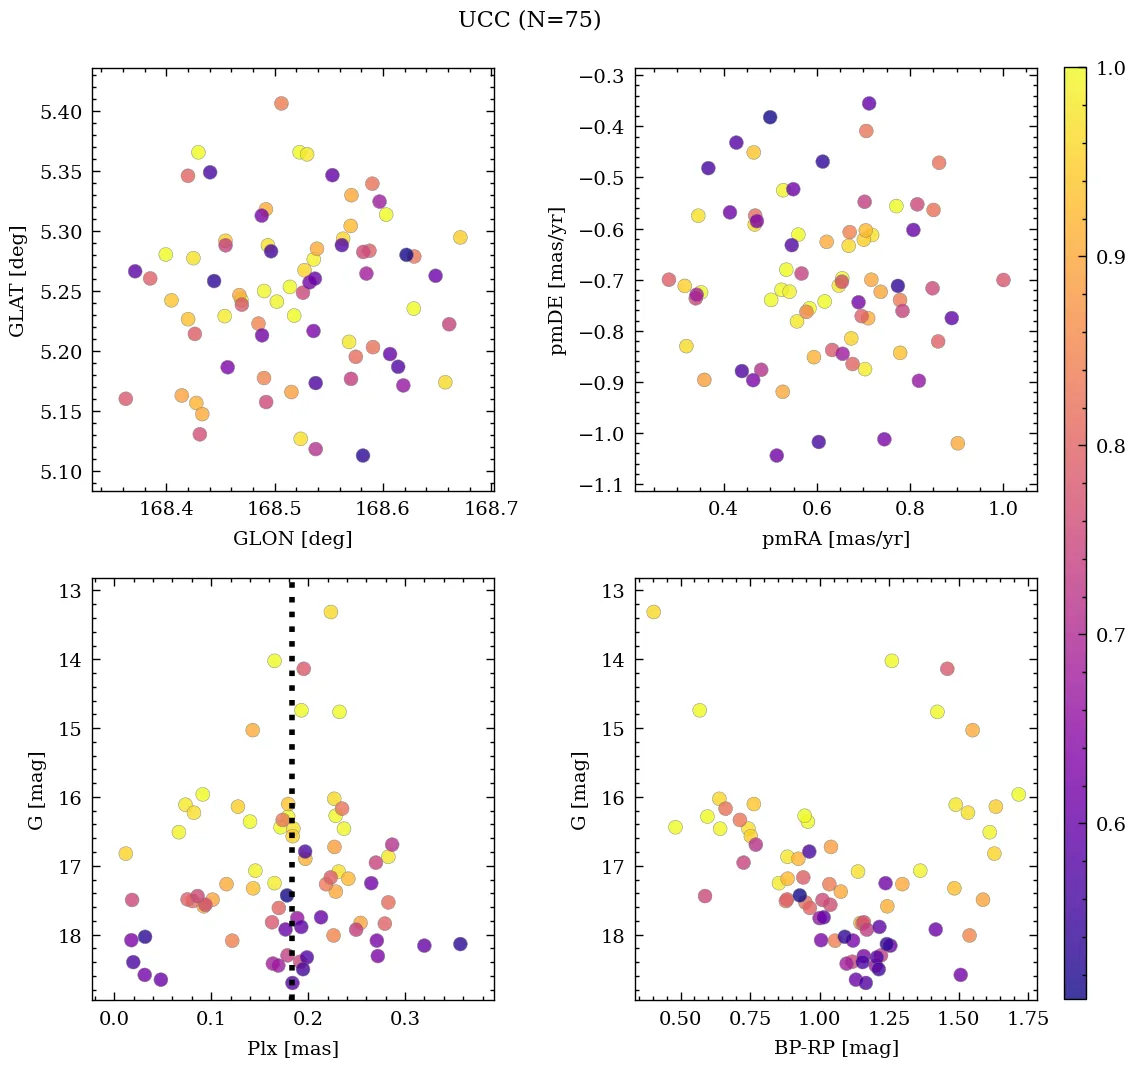 UCC (N=75)
5.40
5.35
5.30
5.25
5.20
5.15
5.10
GLAT [deg]
168.4 168.5 168.6 168.7
GLON [deg]
−0.3
−0.4
−0.5
−0.6
−0.7
−0.8
−0.9
−1.0
−1.1
pmDE [mas/yr]
0.4 0.6 0.8 1.0
pmRA [mas/yr]
13
14
15
16
17
18
G [mag]
0.0 0.1 0.2 0.3
Plx [mas]
13
14
15
16
17
18
G [mag]
0.50 0.75 1.00 1.25 1.50 1.75
BP-RP [mag]
1.0
0.9
0.8
0.7
0.6